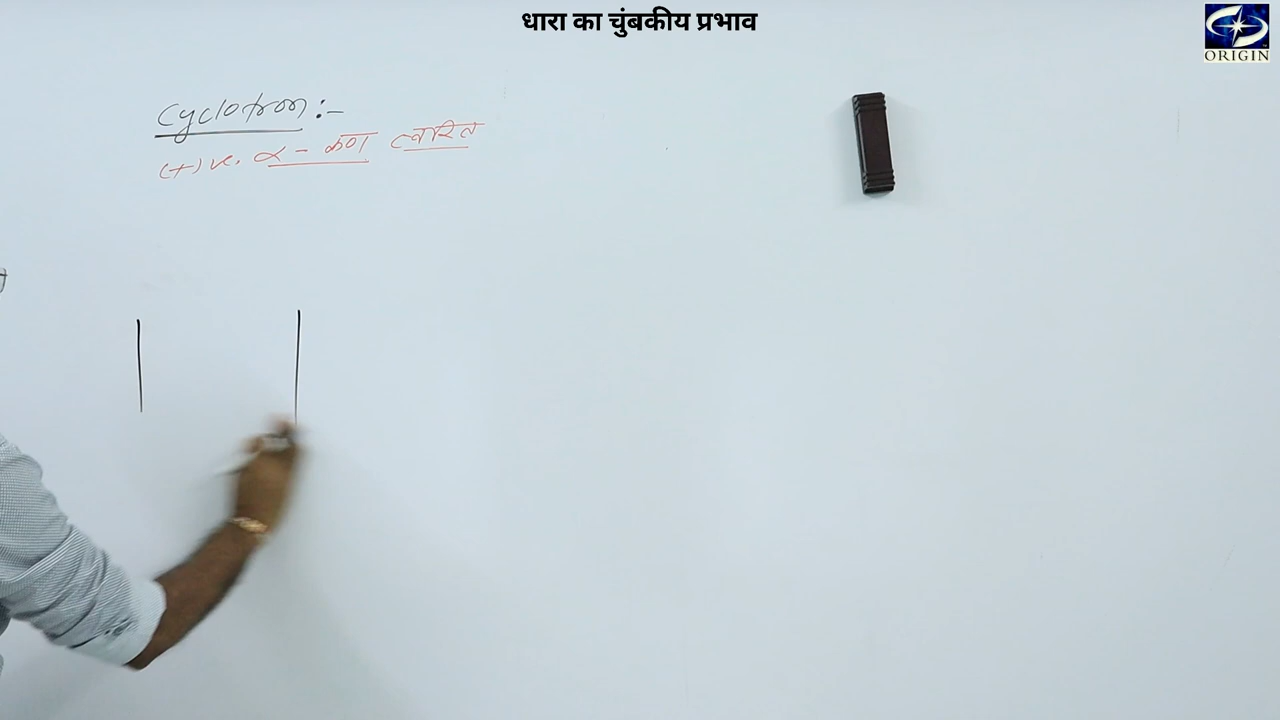 धारा का चुंबकीय प्रभाव
ORIGIN
Cyclotron :-
(+) ve. α - कण त्वरित